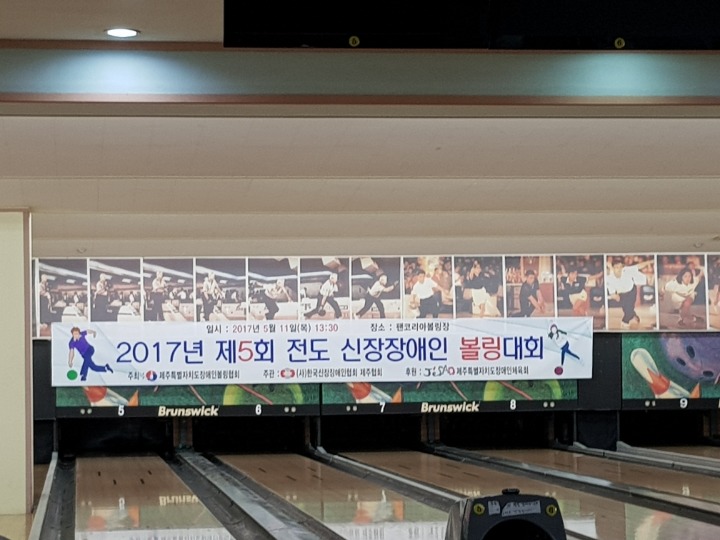 일시 : 2017년 5월 11일(목) 13:30 장소 : 팬코리아볼링장
2017년 제5회 전도 신장장애인 볼링대회
주최 : 제주특별자치도장애인볼링협회 주관 : (사)한국신장장애인협회 제주협회 후원 : 제주특별자치도장애인체육회
5 Brunswick 6 7 Brunswick 8 9
Brunswick Brunswick